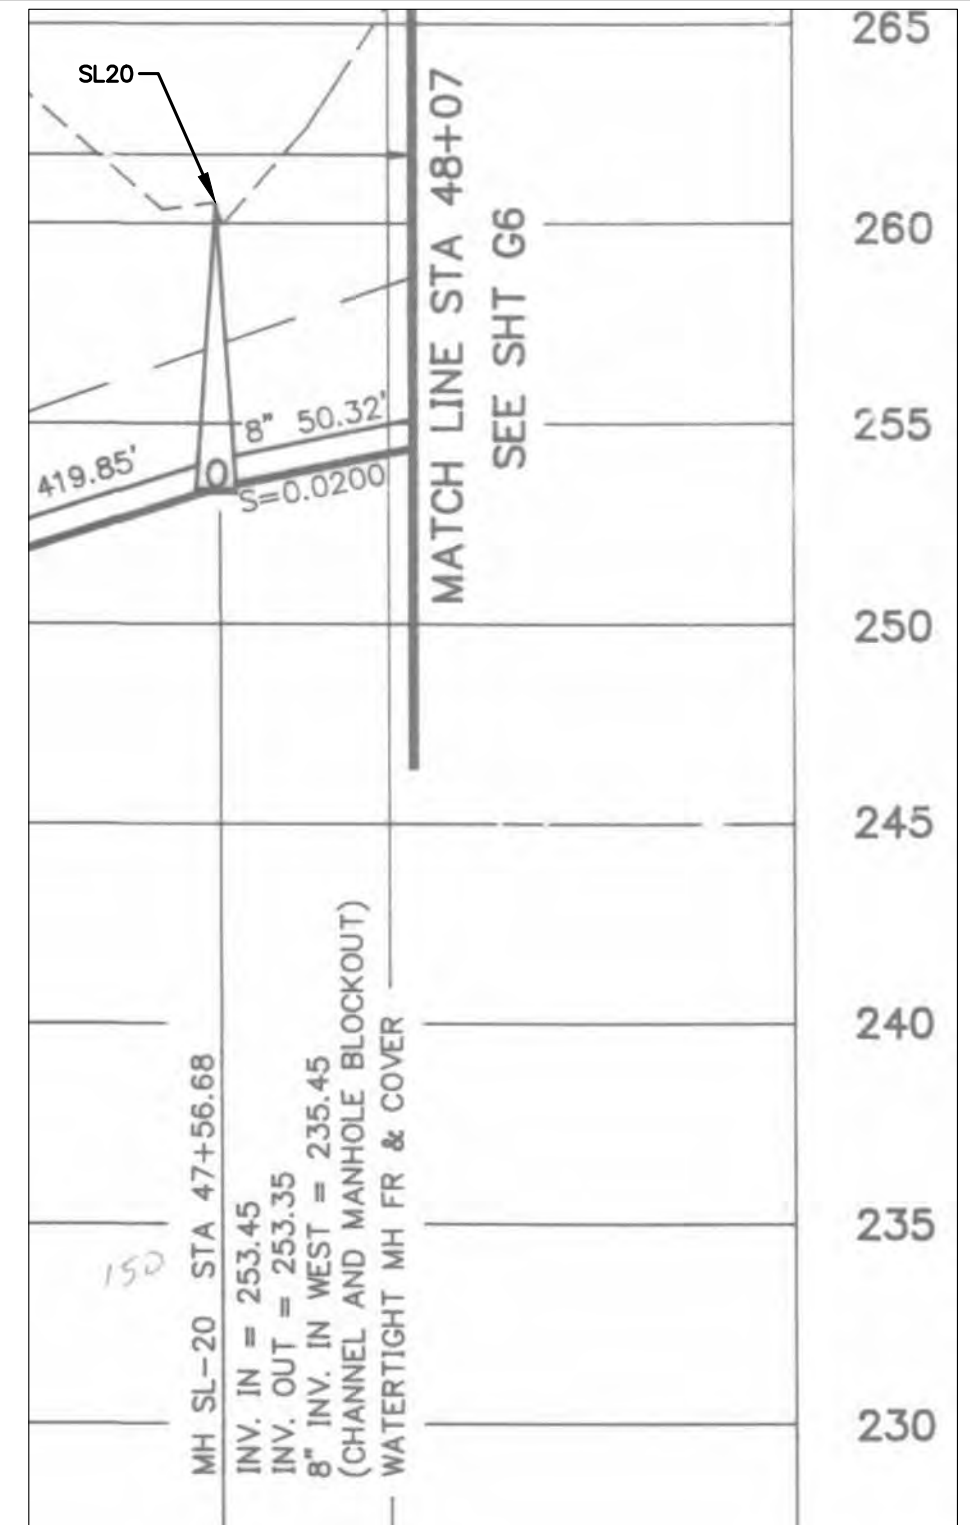 265
SL20
260
255
250
245
240
235
230
MATCH LINE STA 48+07
SEE SHT G6
8" 50.32'
419.85'
S=0.0200
MH SL-20 STA 47+56.68
INV. IN = 253.45
INV. OUT = 253.35
8" INV. IN WEST = 235.45
(CHANNEL AND MANHOLE BLOCKOUT)
WATERTIGHT MH FR & COVER
150